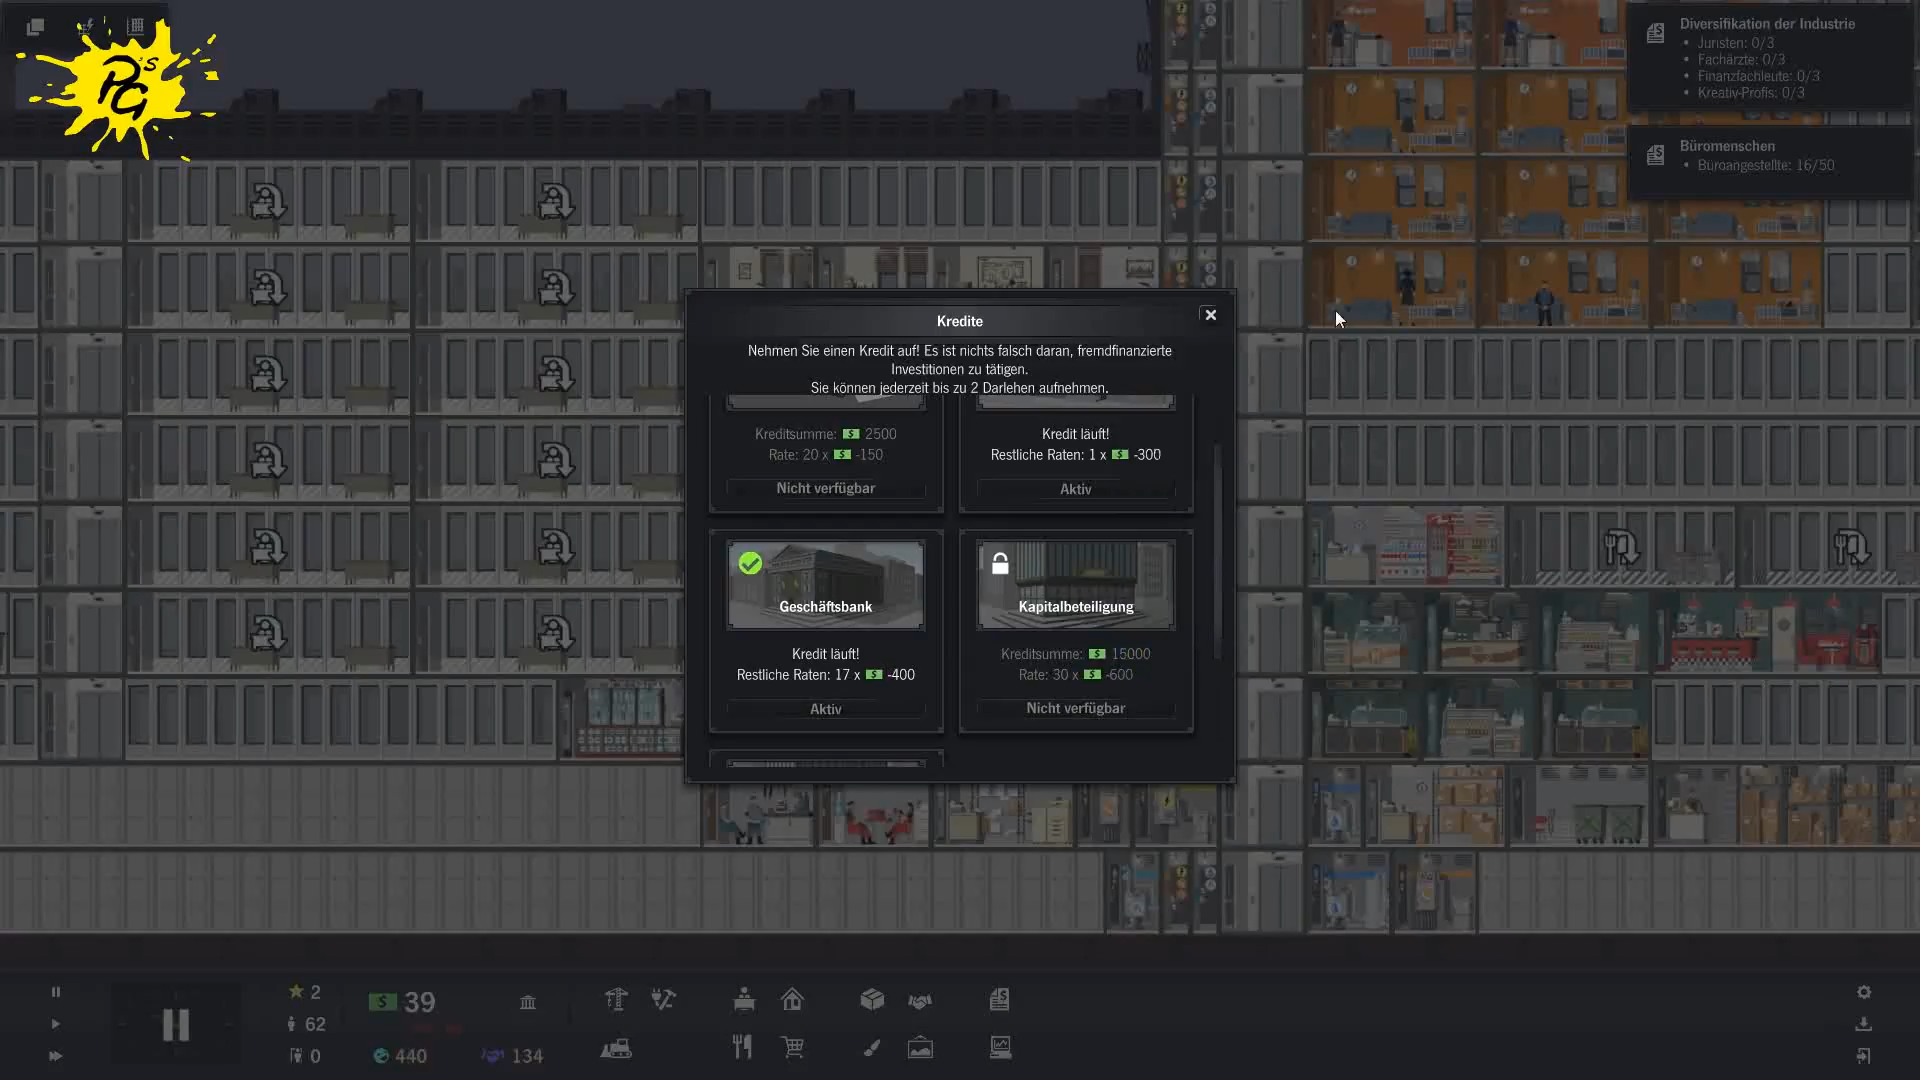 P'S
G
Diversifikation der Industrie
• Juristen: 0/3
• Fachärzte: 0/3
• Finanzfachleute: 0/3
• Kreativ-Profis: 0/3
Büromenschen
• Büroangestellte: 16/50
Kredite
Nehmen Sie einen Kredit auf! Es ist nichts falsch daran, fremdfinanzierte
Investitionen zu tätigen.
Sie können jederzeit bis zu 2 Darlehen aufnehmen.
Kreditsumme: $ 2500
Rate: 20 x $ -150
Nicht verfügbar
Kredit läuft!
Restliche Raten: 1 x $ -300
Aktiv
Geschäftsbank
Kredit läuft!
Restliche Raten: 17 x $ -400
Aktiv
Kapitalbeteiligung
Kreditsumme: $ 15000
Rate: 30 x $ -600
Nicht verfügbar
2
$ 39
62
0
440
134